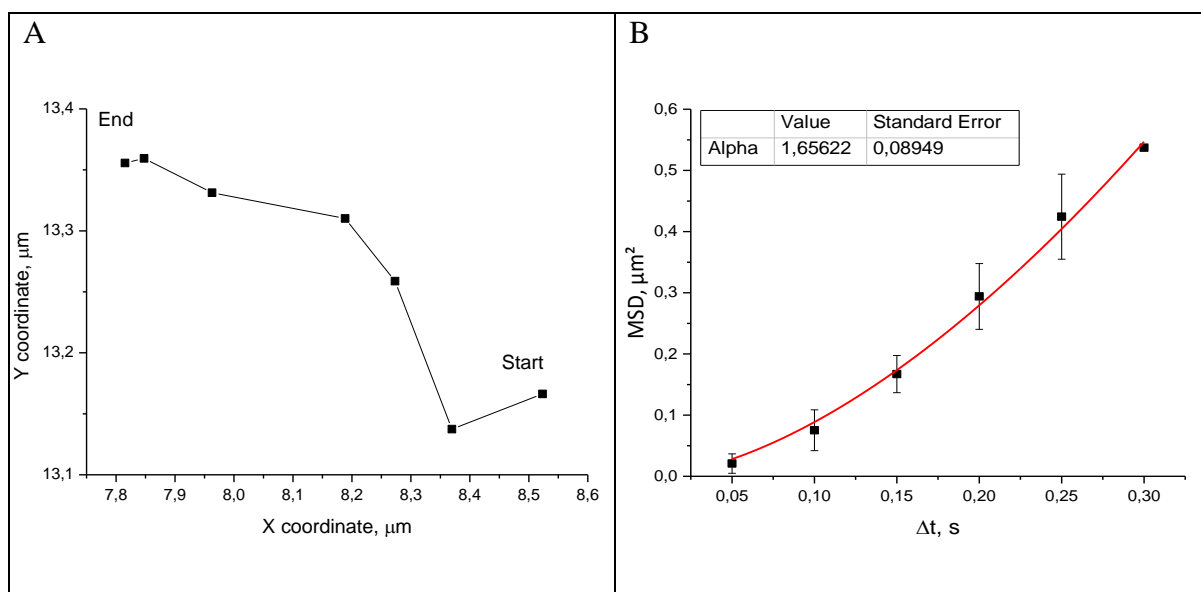 A
13,4
13,3
13,2
13,1
End
Start
7,8 7,9 8,0 8,1 8,2 8,3 8,4 8,5 8,6
X coordinate, μm
Y coordinate, μm
B
0,6
0,5
0,4
0,3
0,2
0,1
0,0
Value Standard Error
Alpha 1,65622 0,08949
0,05 0,10 0,15 0,20 0,25 0,30
Δt, s
MSD, μm²